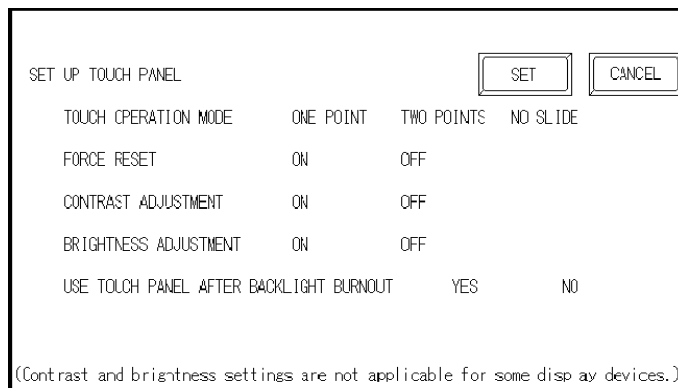 SET UP TOUCH PANEL SET CANCEL
TOUCH OPERATION MODE ONE POINT TWO POINTS NO SLIDE
FORCE RESET ON OFF
CONTRAST ADJUSTMENT ON OFF
BRIGHTNESS ADJUSTMENT ON OFF
USE TOUCH PANEL AFTER BACKLIGHT BURNOUT YES NO
(Contrast and brightness settings are not applicable for some display devices.)